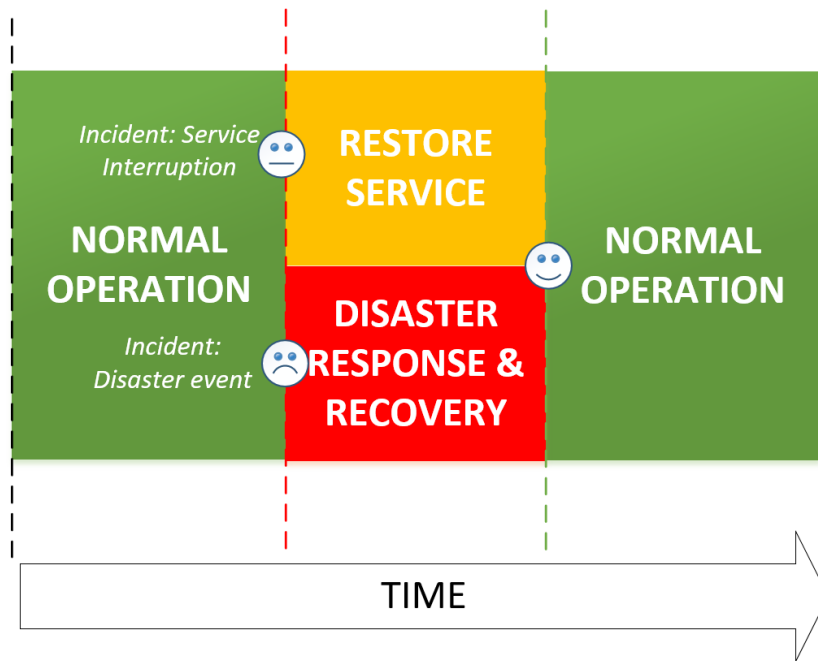 Incident: Service
Interruption
NORMAL
OPERATION
Incident:
Disaster event
RESTORE
SERVICE
DISASTER
RESPONSE &
RECOVERY
NORMAL
OPERATION
TIME